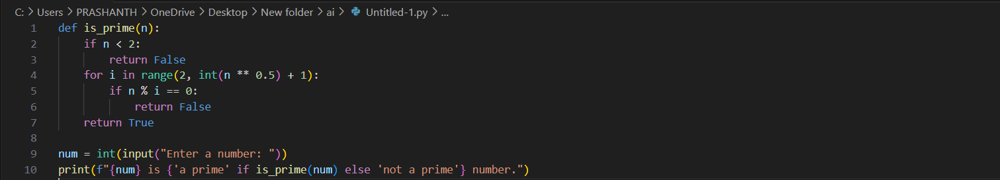 C: > Users > PRASHANTH > OneDrive > Desktop > New folder > ai > Untitled-1.py > ...
1 def is_prime(n):
2     if n < 2:
3         return False
4     for i in range(2, int(n ** 0.5) + 1):
5         if n % i == 0:
6             return False
7     return True
8
9 num = int(input("Enter a number: "))
10 print(f"{num} is {'a prime' if is_prime(num) else 'not a prime'} number.")